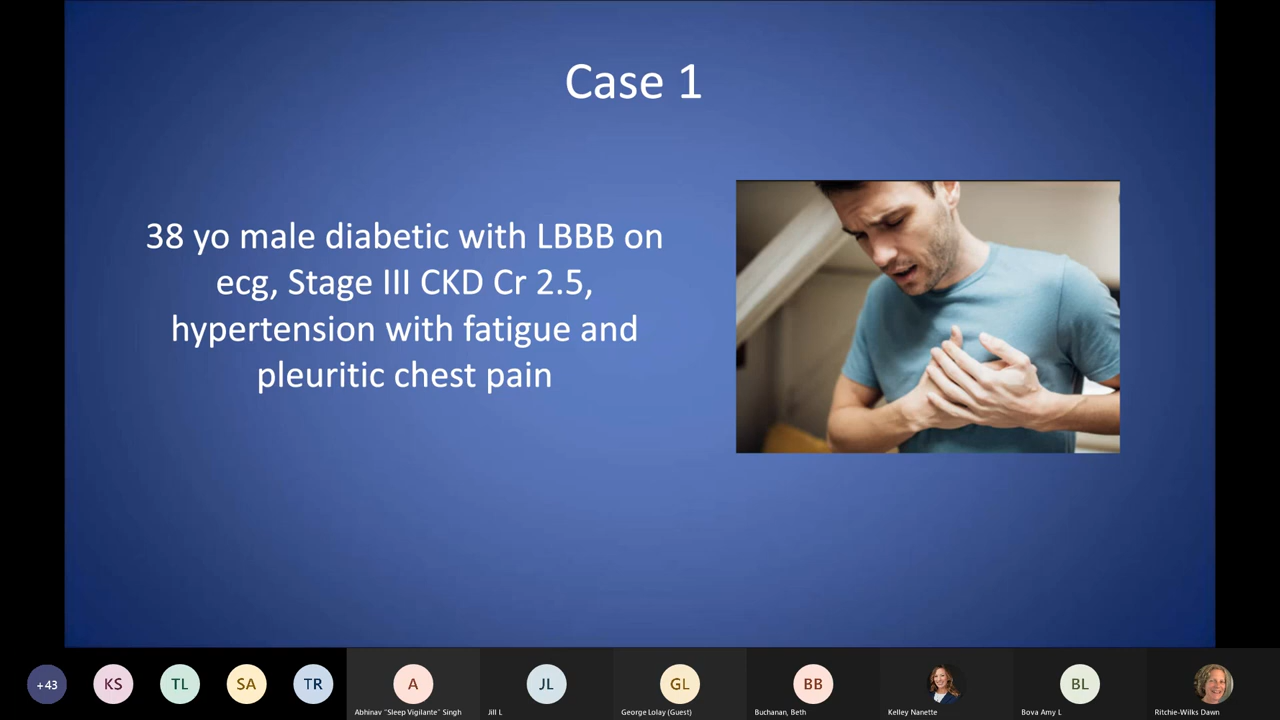 Case 1
38 yo male diabetic with LBBB on
ecg, Stage III CKD Cr 2.5,
hypertension with fatigue and
pleuritic chest pain
+43
KS
TL
SA
TR
A
JL
GL
BB
BL
Abhinav "Sleep Vigilante" Singh
Jill L
George Lolay (Guest)
Buchanan, Beth
Kelley Nanette
Bova Amy L
Ritchie-Wilks Dawn